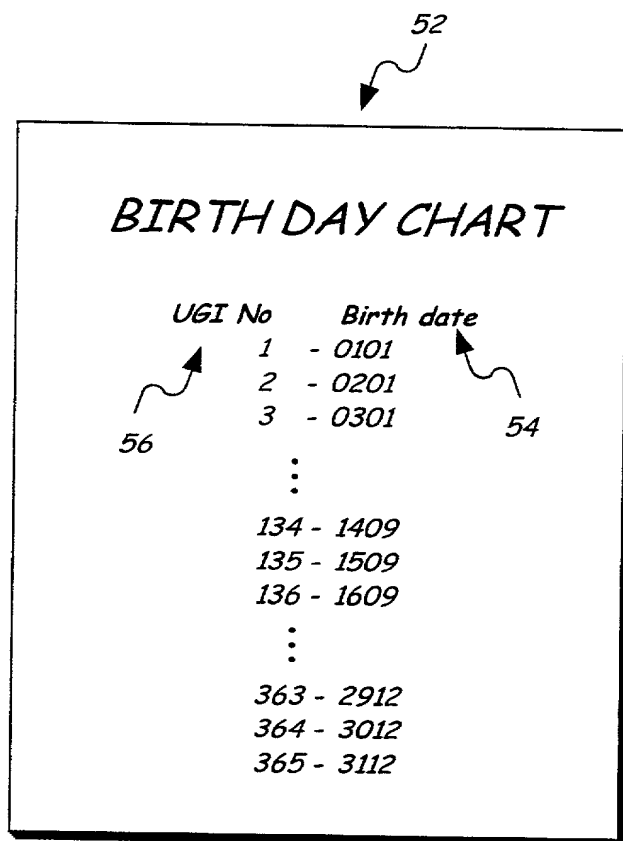 52
BIRTH DAY CHART
UGI No Birth date
1 - 0101
2 - 0201
3 - 0301
56 54
⋮
134 - 1409
135 - 1509
136 - 1609
⋮
363 - 2912
364 - 3012
365 - 3112